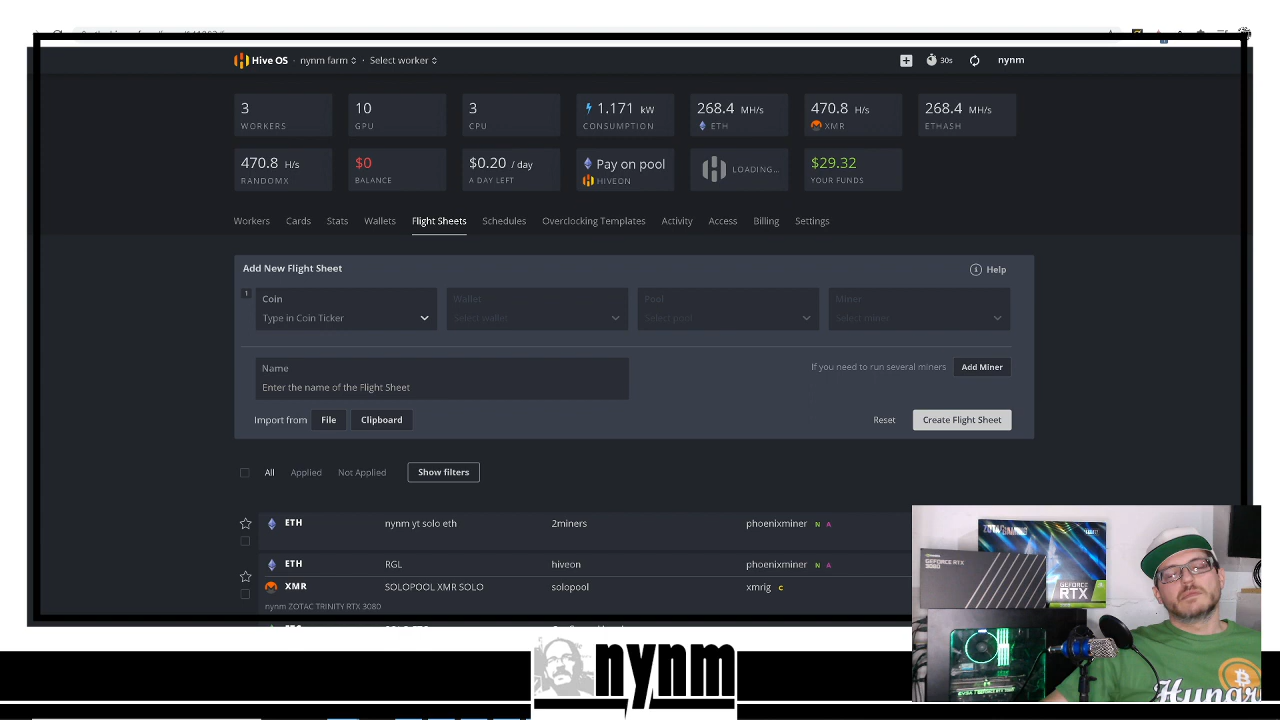 Hive OS nynm farm Select worker 30s nynm
3 10 3 1.171 kW 268.4 MH/s 470.8 H/s 268.4 MH/s
WORKERS GPU CPU CONSUMPTION ETH XMR ETHASH
470.8 H/s $0 $0.20 / day Pay on pool LOADING... $29.32
RANDOMX BALANCE A DAY LEFT HIVEON YOUR FUNDS
Workers Cards Stats Wallets Flight Sheets Schedules Overclocking Templates Activity Access Billing Settings
Add New Flight Sheet Help
1 Coin Wallet Pool Miner
Type in Coin Ticker Select wallet Select pool Select miner
Name
If you need to run several miners Add Miner
Enter the name of the Flight Sheet
Import from File Clipboard Reset Create Flight Sheet
All Applied Not Applied Show filters
ETH nynm yt solo eth 2miners phoenixminer N A
ETH RGL hiveon phoenixminer N A
XMR SOLOPOOL XMR SOLO solopool xmrig C
nynm ZOTAC TRINITY RTX 3080
ZOTAC GAMING
GEFORCE RTX
3080
GEFORCE
RTX
nynm